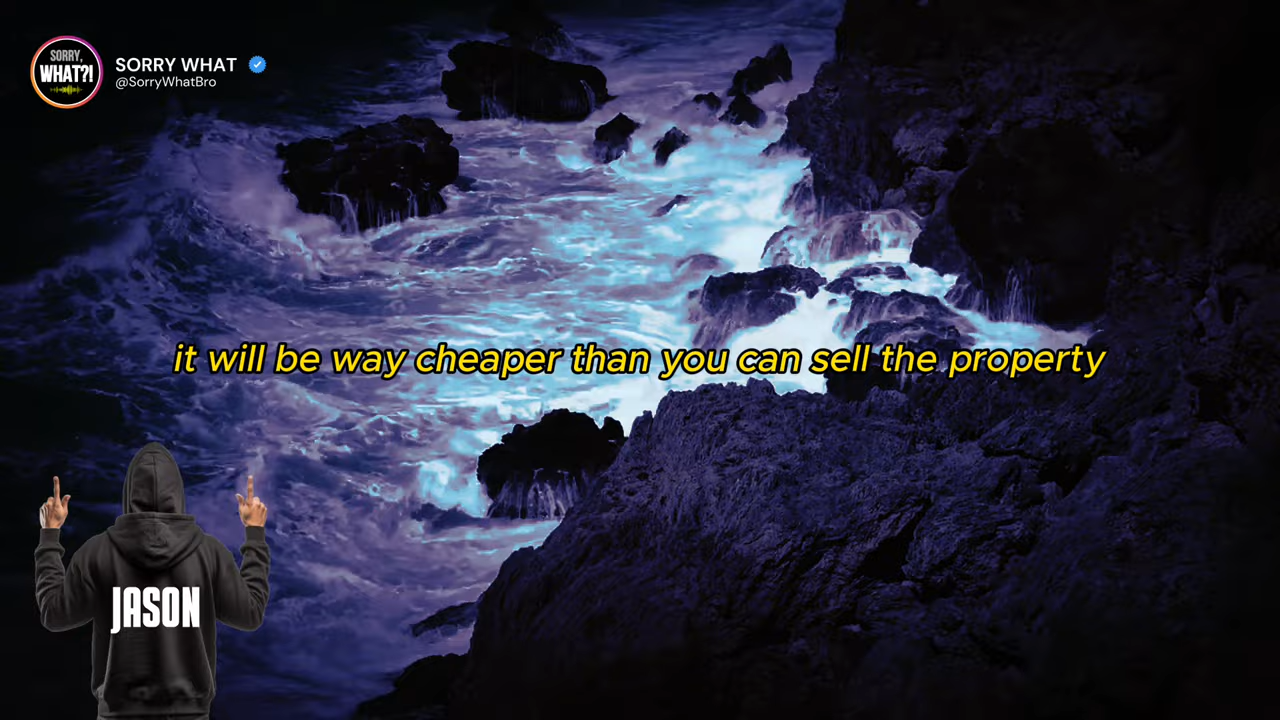 SORRY,
WHAT?!
SORRY WHAT
@SorryWhatBro
it will be way cheaper than you can sell the property
JASON